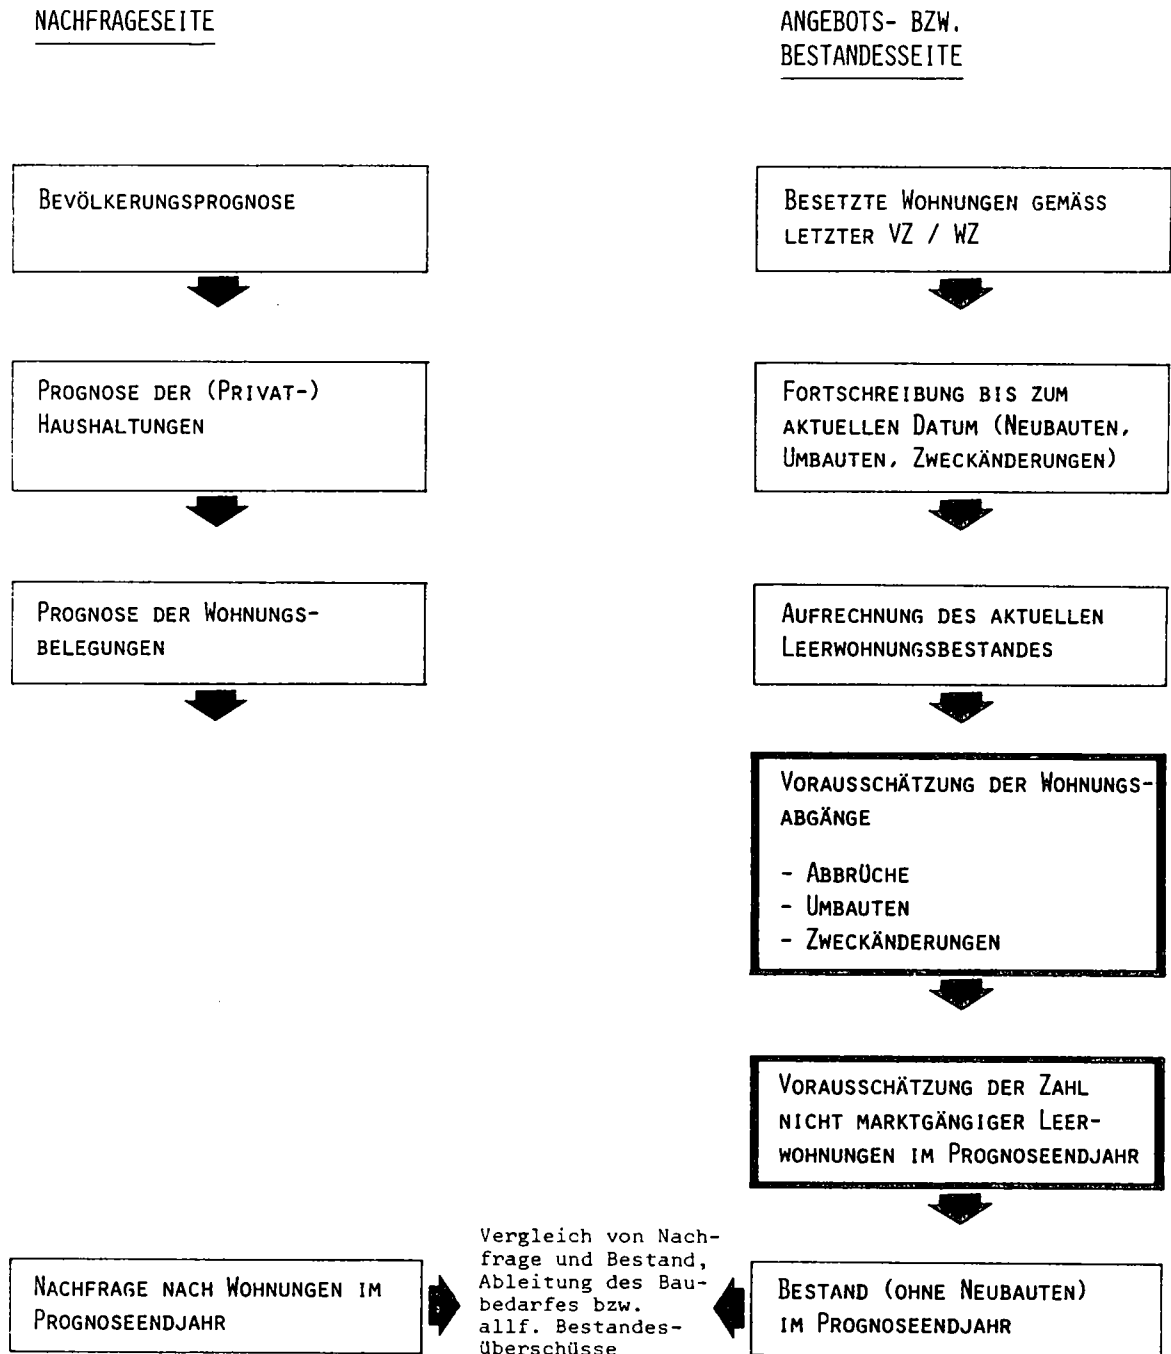 NACHFRAGESEITE
ANGEBOTS- BZW.
BESTANDESSEITE
BEVÖLKERUNGSPROGNOSE
BESETZTE WOHNUNGEN GEMÄSS
LETZTER VZ / WZ
PROGNOSE DER (PRIVAT-)
HAUSHALTUNGEN
FORTSCHREIBUNG BIS ZUM
AKTUELLEN DATUM (NEUBAUTEN,
UMBAUTEN, ZWECKÄNDERUNGEN)
PROGNOSE DER WOHNUNGS-
BELEGUNGEN
AUFRECHNUNG DES AKTUELLEN
LEERWOHNUNGSBESTANDES
VORAUSSCHÄTZUNG DER WOHNUNGS-
ABGÄNGE
- ABBRÜCHE
- UMBAUTEN
- ZWECKÄNDERUNGEN
VORAUSSCHÄTZUNG DER ZAHL
NICHT MARKTGÄNGIGER LEER-
WOHNUNGEN IM PROGNOSEENDJAHR
NACHFRAGE NACH WOHNUNGEN IM
PROGNOSEENDJAHR
Vergleich von Nach-
frage und Bestand,
Ableitung des Bau-
bedarfes bzw.
allf. Bestandes-
überschüsse
BESTAND (OHNE NEUBAUTEN)
IM PROGNOSEENDJAHR